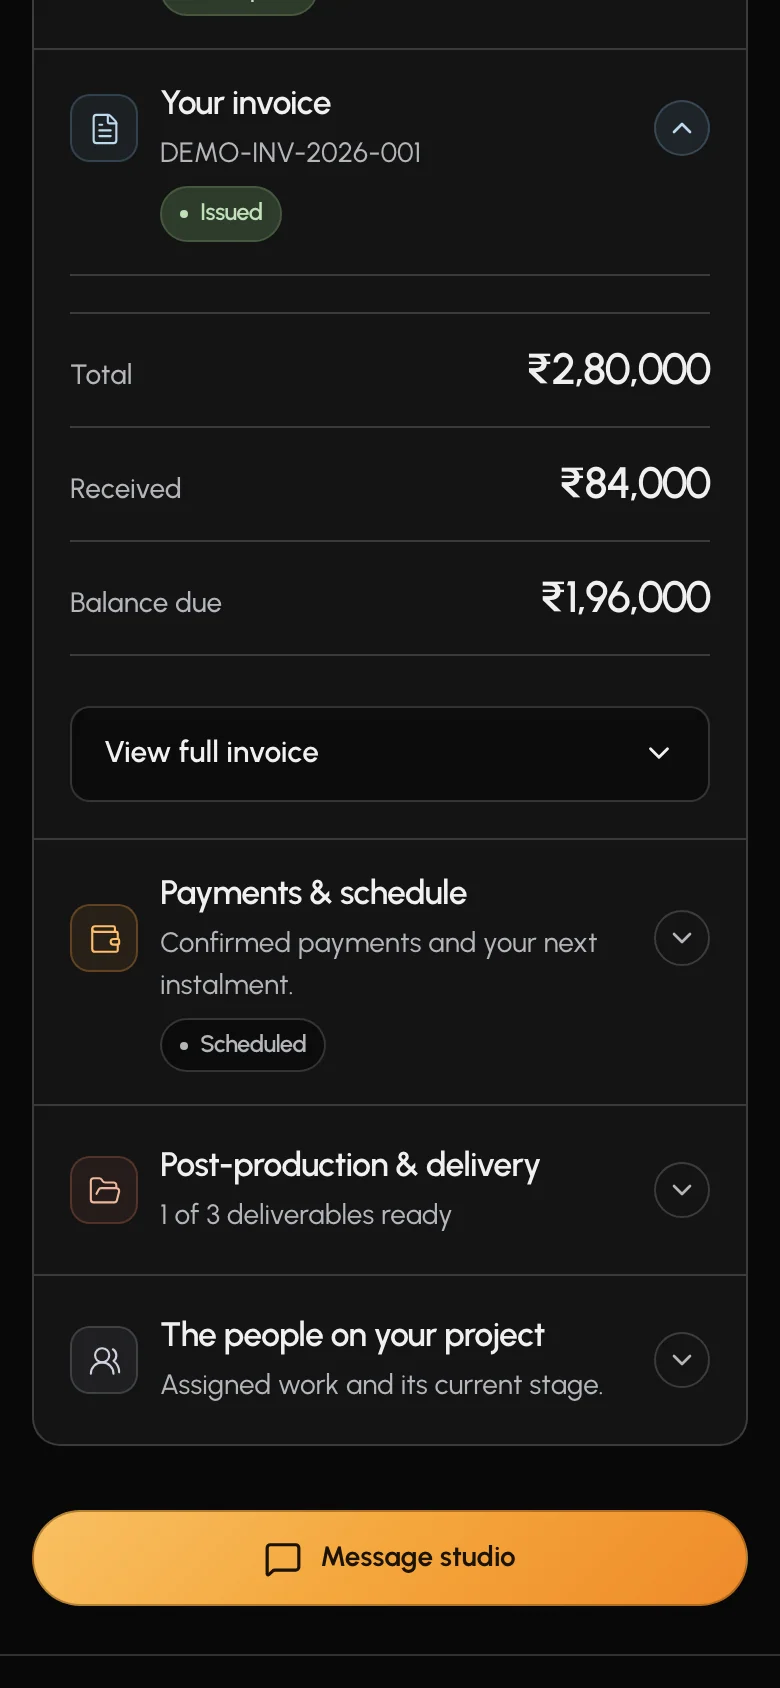 Your invoice
DEMO-INV-2026-001
Issued
Total
₹2,80,000
Received
₹84,000
Balance due
₹1,96,000
View full invoice
Payments & schedule
Confirmed payments and your next
instalment.
Scheduled
Post-production & delivery
1 of 3 deliverables ready
The people on your project
Assigned work and its current stage.
Message studio